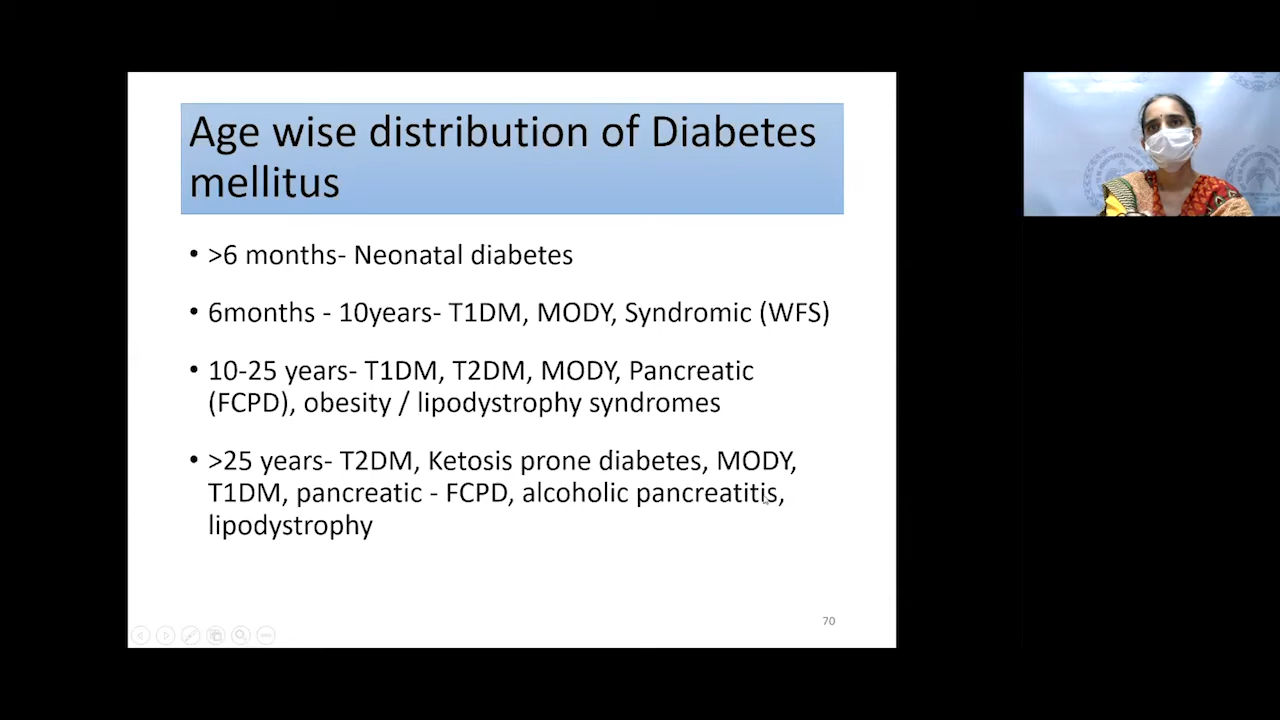 Age wise distribution of Diabetes
mellitus
• >6 months- Neonatal diabetes
• 6months - 10years- T1DM, MODY, Syndromic (WFS)
• 10-25 years- T1DM, T2DM, MODY, Pancreatic
(FCPD), obesity / lipodystrophy syndromes
• >25 years- T2DM, Ketosis prone diabetes, MODY,
T1DM, pancreatic - FCPD, alcoholic pancreatitis,
lipodystrophy
70